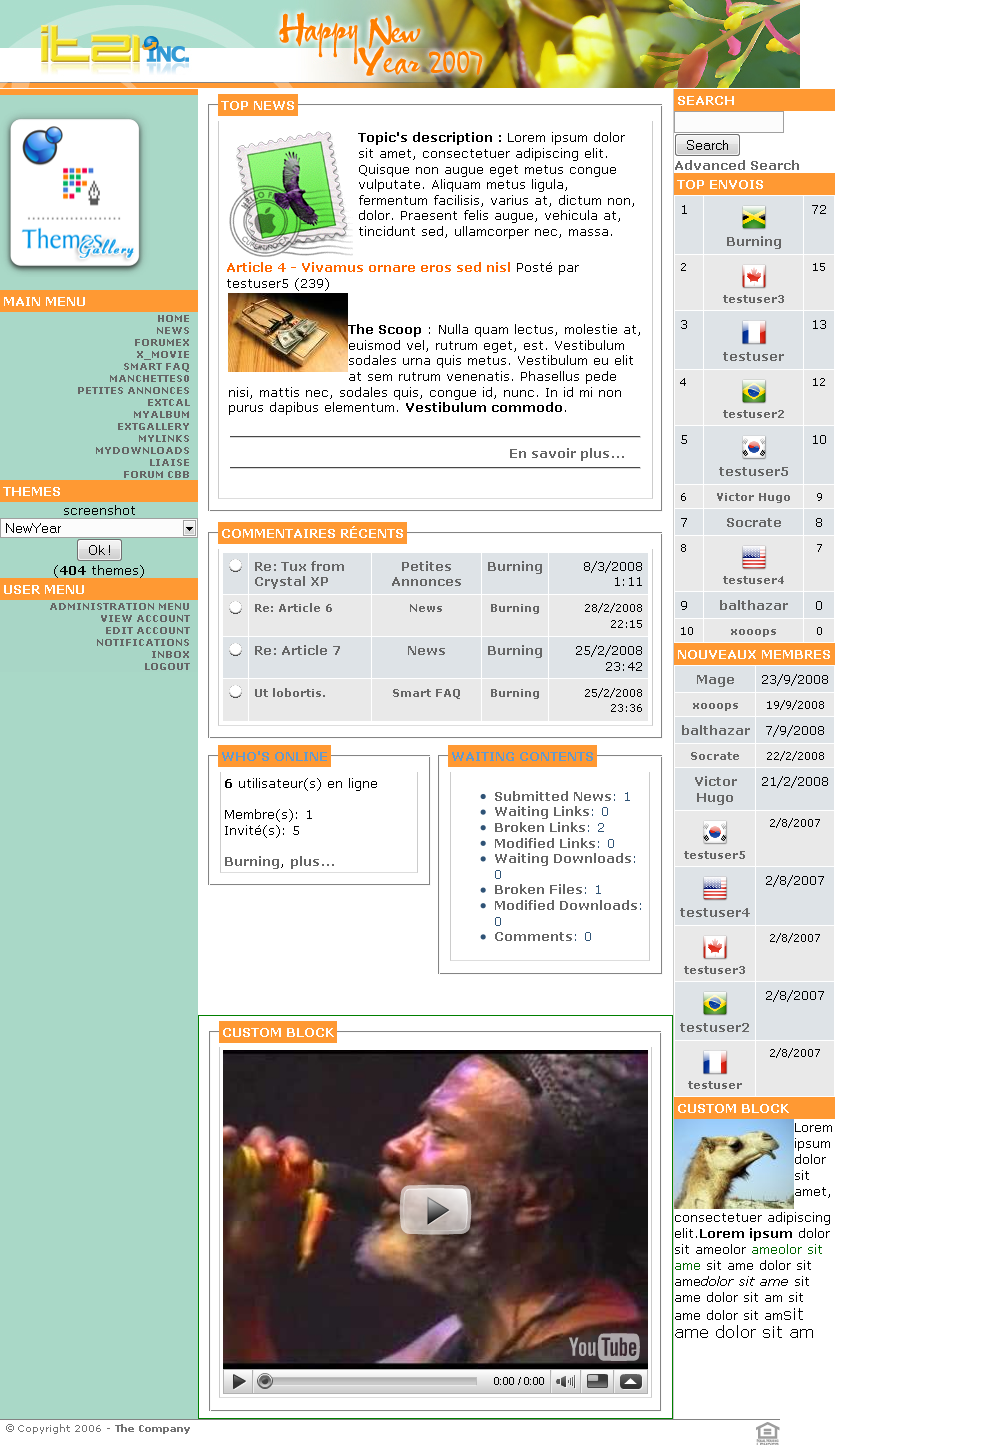 itzi INC.
Happy New
Year 2007
Themes
Gallery
MAIN MENU
HOME
NEWS
FORUMEX
X_MOVIE
SMART FAQ
MANCHETTES0
PETITES ANNONCES
EXTCAL
MYALBUM
EXTGALLERY
MYLINKS
MYDOWNLOADS
LIAISE
FORUM CBB
THEMES
screenshot
NewYear
Ok !
(404 themes)
USER MENU
ADMINISTRATION MENU
VIEW ACCOUNT
EDIT ACCOUNT
NOTIFICATIONS
INBOX
LOGOUT
TOP NEWS
Topic's description : Lorem ipsum dolor
sit amet, consectetuer adipiscing elit.
Quisque non augue eget metus congue
vulputate. Aliquam metus ligula,
fermentum facilisis, varius at, dictum non,
dolor. Praesent felis augue, vehicula at,
tincidunt sed, ullamcorper nec, massa.
Article 4 - Vivamus ornare eros sed nisl Posté par
testuser5 (239)
The Scoop : Nulla quam lectus, molestie at,
euismod vel, rutrum eget, est. Vestibulum
sodales urna quis metus. Vestibulum eu elit
at sem rutrum venenatis. Phasellus pede
nisi, mattis nec, sodales quis, congue id, nunc. In id mi non
purus dapibus elementum. Vestibulum commodo.
En savoir plus...
COMMENTAIRES RÉCENTS
Re: Tux from Crystal XP Petites Annonces Burning 8/3/2008 1:11
Re: Article 6 News Burning 28/2/2008 22:15
Re: Article 7 News Burning 25/2/2008 23:42
Ut lobortis. Smart FAQ Burning 25/2/2008 23:36
WHO'S ONLINE
6 utilisateur(s) en ligne
Membre(s): 1
Invité(s): 5
Burning, plus...
WAITING CONTENTS
Submitted News: 1
Waiting Links: 0
Broken Links: 2
Modified Links: 0
Waiting Downloads:
0
Broken Files: 1
Modified Downloads:
0
Comments: 0
CUSTOM BLOCK
YouTube
0:00 / 0:00
SEARCH
Search
Advanced Search
TOP ENVOIS
1 Burning 72
2 testuser3 15
3 testuser 13
4 testuser2 12
5 testuser5 10
6 Victor Hugo 9
7 Socrate 8
8 testuser4 7
9 balthazar 0
10 xooops 0
NOUVEAUX MEMBRES
Mage 23/9/2008
xooops 19/9/2008
balthazar 7/9/2008
Socrate 22/2/2008
Victor Hugo 21/2/2008
testuser5 2/8/2007
testuser4 2/8/2007
testuser3 2/8/2007
testuser2 2/8/2007
testuser 2/8/2007
CUSTOM BLOCK
Lorem
ipsum
dolor
sit
amet,
consectetuer adipiscing
elit.Lorem ipsum dolor
sit ameolor ameolor sit
ame sit ame dolor sit
amedolor sit ame sit
ame dolor sit am sit
ame dolor sit amsit
ame dolor sit am
© Copyright 2006 - The Company